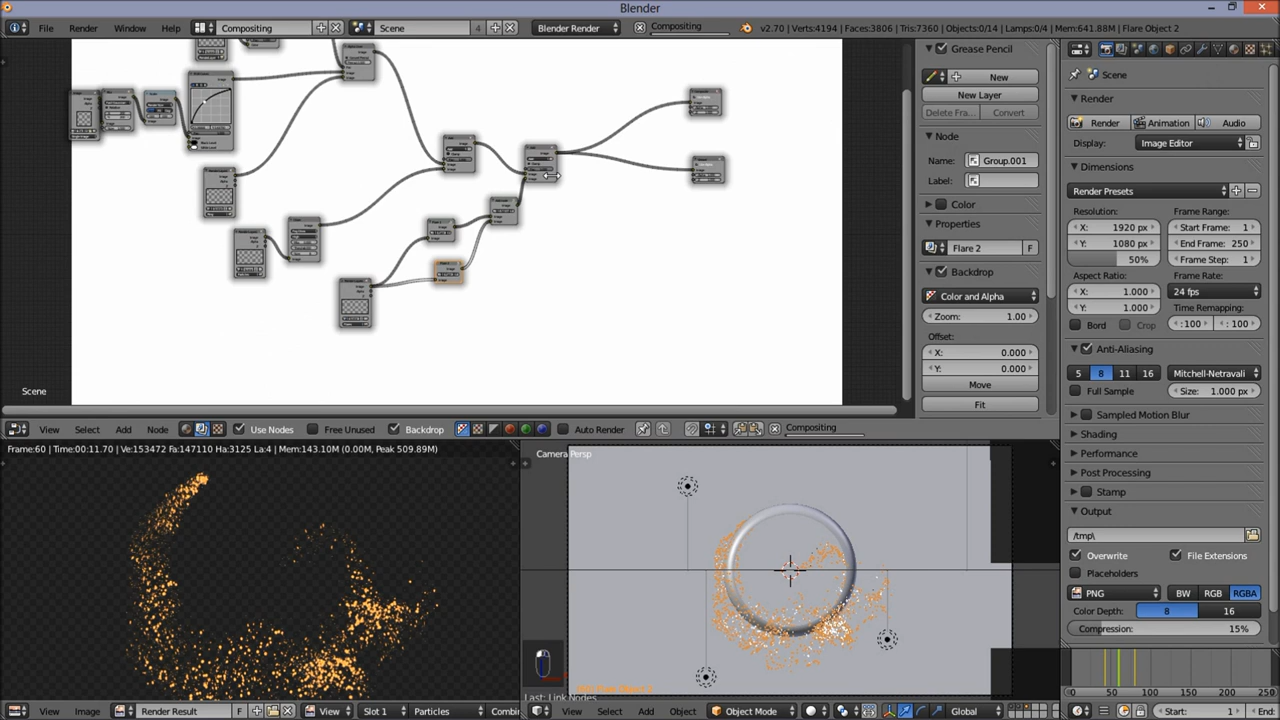 Blender
File Render Window Help Compositing Scene 4 Blender Render Compositing v2.70 | Verts:4194 | Faces:3806 | Tris:7360 | Objects:0/14 | Lamps:0/4 | Mem:641.88M | Flare Object 2
Scene
View Select Add Node Use Nodes Free Unused Backdrop Auto Render Compositing
Grease Pencil
New
New Layer
Delete Fra... Convert
Node
Name: Group.001
Label:
Color
Properties
Flare 2 F
Backdrop
Color and Alpha
Zoom: 1.00
Offset:
X: 0.000
Y: 0.000
Move
Fit
Scene
Render
Render Animation Audio
Display: Image Editor
Dimensions
Render Presets
Resolution: Frame Range:
X: 1920 px Start Frame: 1
Y: 1080 px End Frame: 250
50% Frame Step: 1
Aspect Ratio: Frame Rate:
X: 1.000 24 fps
Y: 1.000 Time Remapping:
Bord Crop :100 :100
Anti-Aliasing
5 8 11 16 Mitchell-Netravali
Full Sample Size: 1.000 px
Sampled Motion Blur
Shading
Performance
Post Processing
Stamp
Output
/tmp\
Overwrite File Extensions
Placeholders
PNG BW RGB RGBA
Color Depth: 8 16
Compression: 15%
Frame:60 | Time:00:11.70 | Ve:153472 Fa:147110 Ha:3125 La:4 | Mem:143.10M (0.00M, Peak 509.89M)
View Image Render Result F View Slot 1 Particles Combin
Camera Persp
Last: Link Nodes
View Select Add Object Object Mode Global
0 50 100 150 200 250
Start: 1 End: